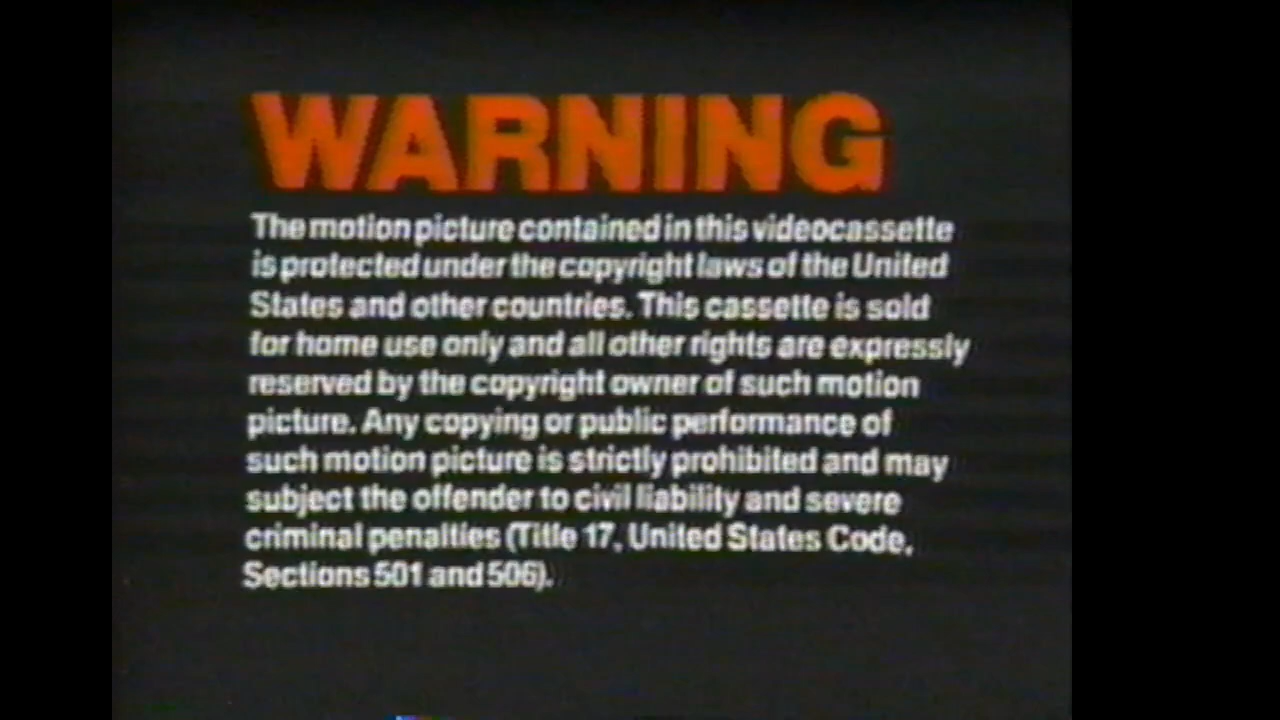 WARNING
The motion picture contained in this videocassette
is protected under the copyright laws of the United
States and other countries. This cassette is sold
for home use only and all other rights are expressly
reserved by the copyright owner of such motion
picture. Any copying or public performance of
such motion picture is strictly prohibited and may
subject the offender to civil liability and severe
criminal penalties (Title 17, United States Code,
Sections 501 and 506).